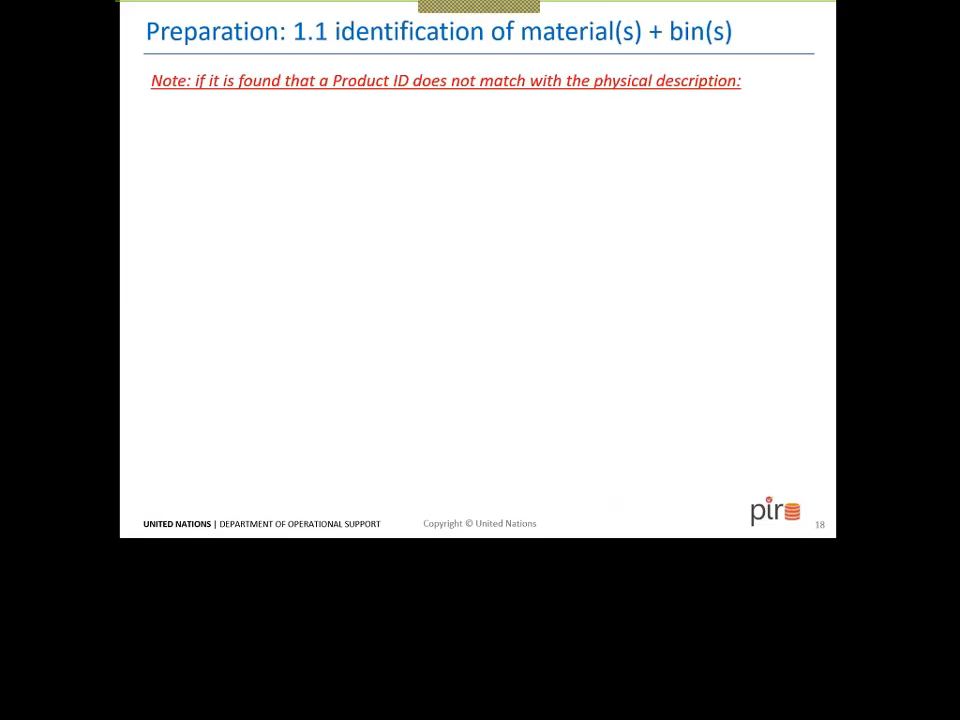 Preparation: 1.1 identification of material(s) + bin(s)
Note: if it is found that a Product ID does not match with the physical description:
UNITED NATIONS | DEPARTMENT OF OPERATIONAL SUPPORT
Copyright © United Nations
pir
18